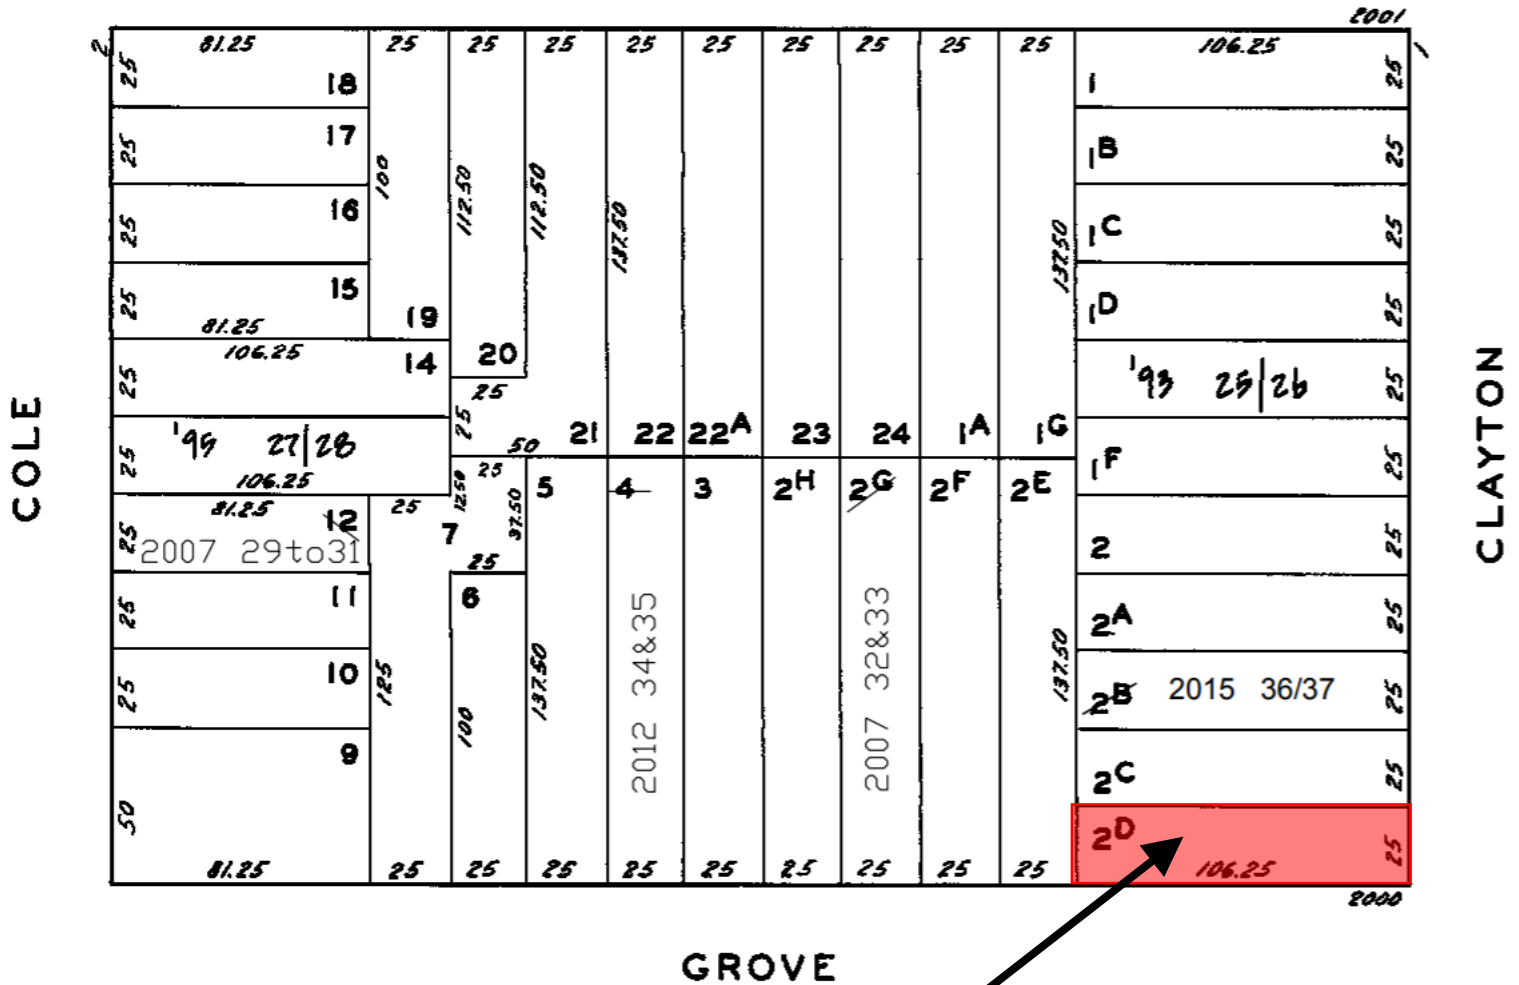 2001
2 81.25 25 25 25 25 25 25 25 25 25 106.25 1
25 18 1 25
25 17 1B 25
100 112.50 112.50 137.50 137.50
25 16 1C 25
25 15 1D 25
81.25 19
106.25 14 20
25 25
'93 25|26 25
25 50 21 22 22A 23 24 1A 1G
'95 27|28
25 106.25
1F 25
81.25 25 12.50 25 37.50 5 4 3 2H 2G 2F 2E
12 7
25 2007 29to31 25
2 25
25 11 6
2A 25
25 10 125 100 137.50 2012 34&35 2007 32&33 137.50
2B 2015 36/37 25
9 2C 25
50 2D 25
81.25 25 25 25 25 25 25 25 25 25 106.25
2000
COLE
CLAYTON
GROVE